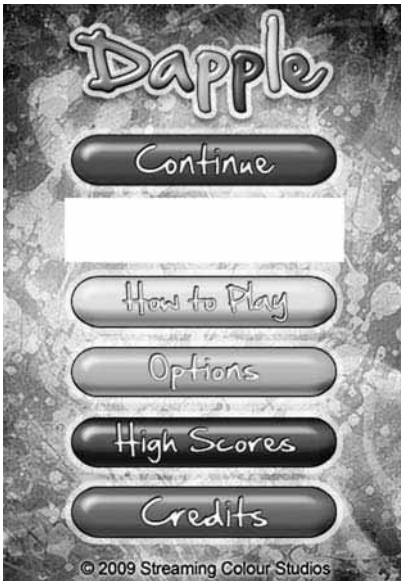 Dapple
Continue
How to Play
Options
High Scores
Credits
© 2009 Streaming Colour Studios